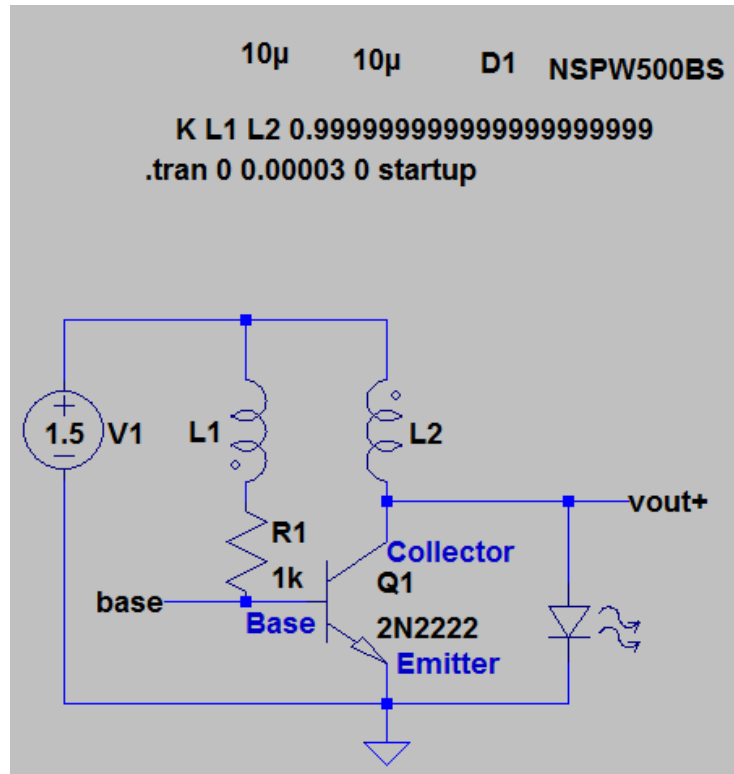 10µ 10µ D1 NSPW500BS
K L1 L2 0.999999999999999999999
.tran 0 0.00003 0 startup
1.5 V1 L1 L2
vout+
R1
1k
Collector
Q1
base
Base
2N2222
Emitter